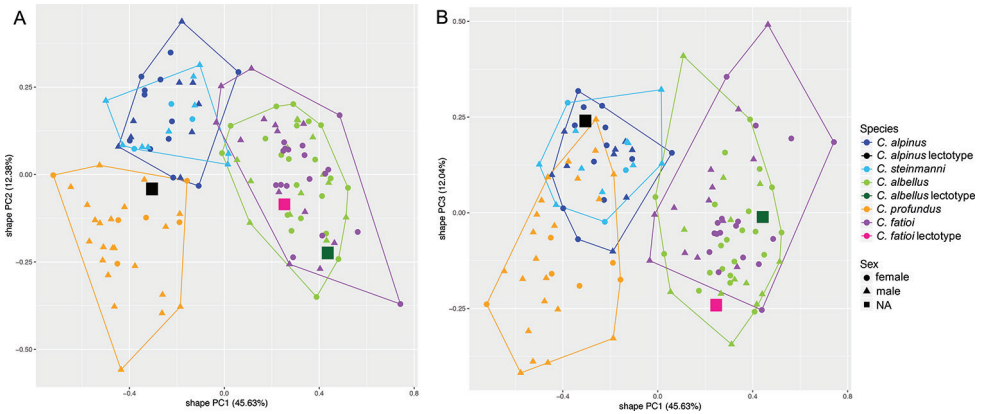 A
0.25
0.00
-0.25
-0.50
shape PC2 (12.38%)
-0.4
0.0
0.4
0.8
shape PC1 (45.63%)
B
0.50
0.25
0.00
-0.25
shape PC3 (12.04%)
-0.4
0.0
0.4
0.8
shape PC1 (45.63%)
Species
C. alpinus
C. alpinus lectotype
C. steinmanni
C. albellus
C. albellus lectotype
C. profundus
C. fatioi
C. fatioi lectotype
Sex
female
male
NA